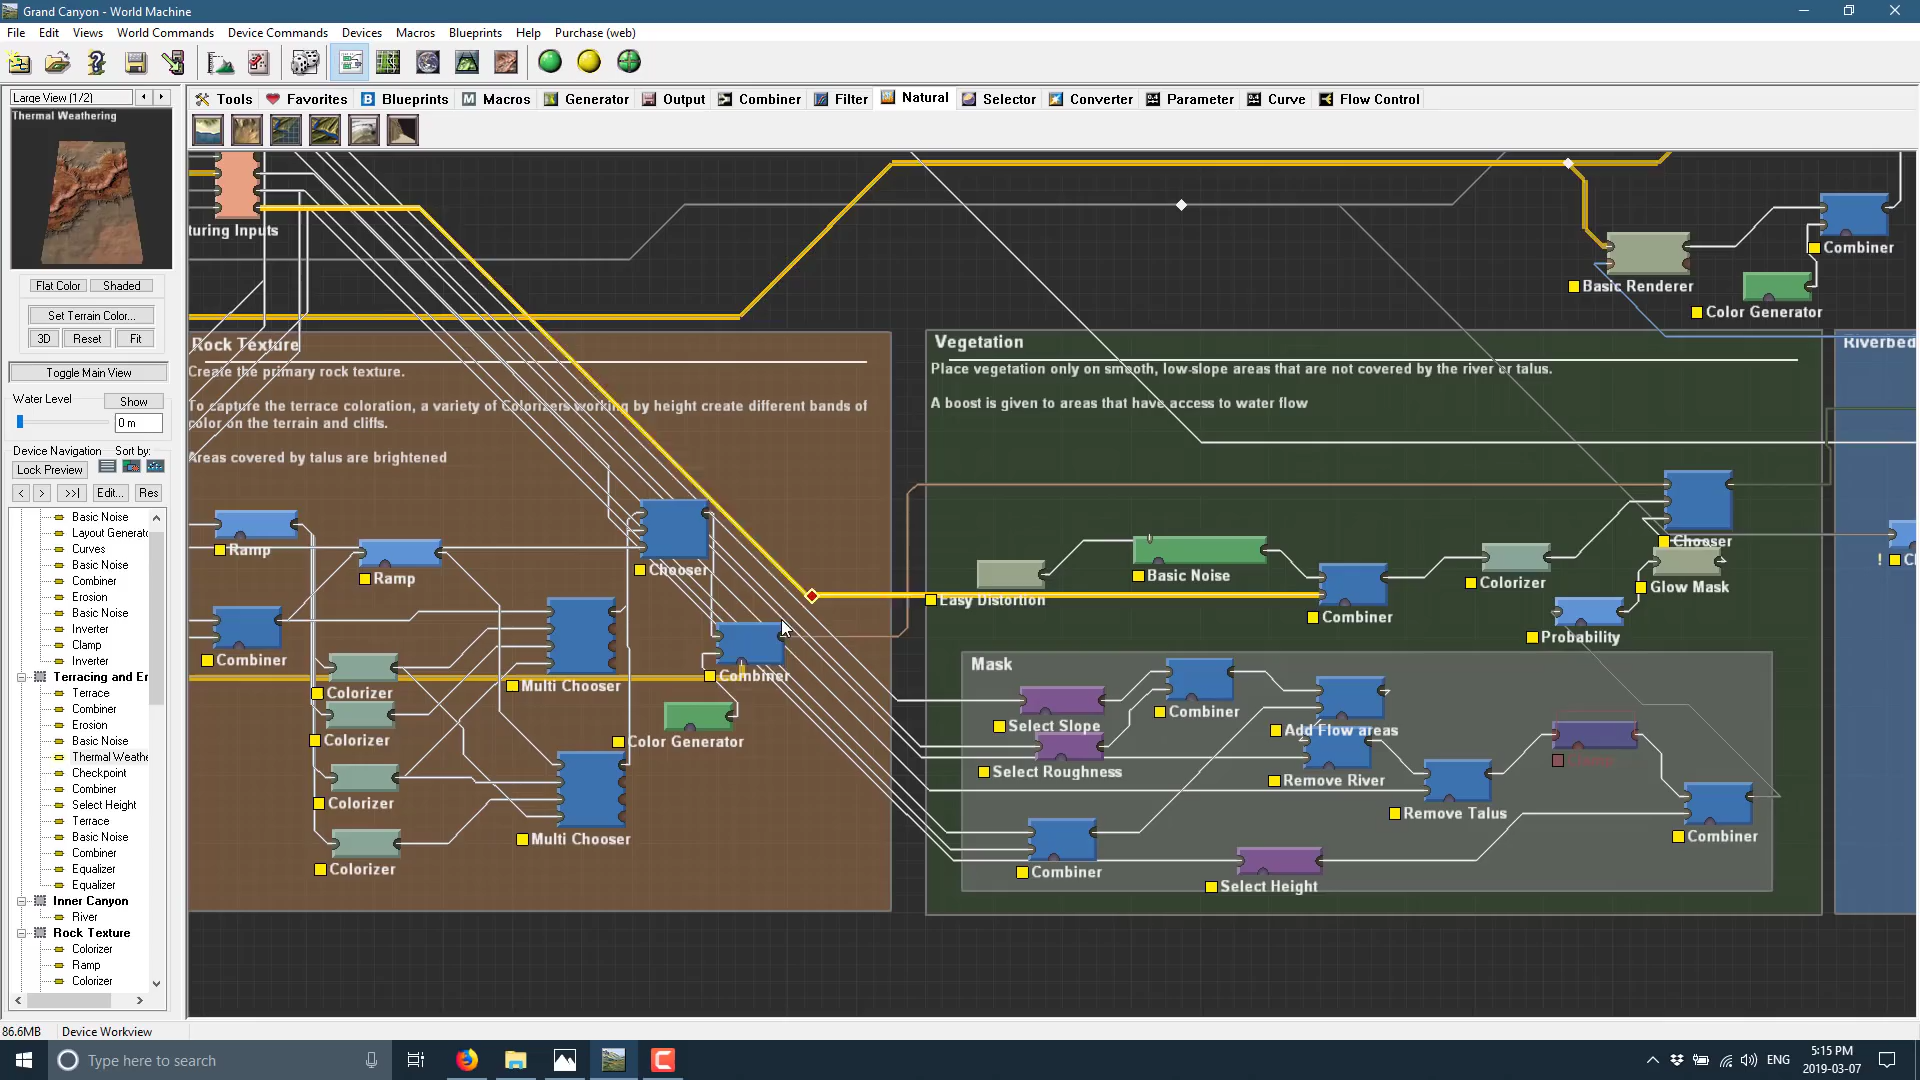 Grand Canyon - World Machine
File Edit Views World Commands Device Commands Devices Macros Blueprints Help Purchase (web)
Large View (1/2)
Tools Favorites Blueprints Macros Generator Output Combiner Filter Natural Selector Converter Parameter Curve Flow Control
Thermal Weathering
Flat Color Shaded
Set Terrain Color...
3D Reset Fit
Toggle Main View
Water Level Show
0 m
Device Navigation Sort by:
Lock Preview
< > >>| Edit... Res
Basic Noise
Layout Generato
Curves
Basic Noise
Combiner
Erosion
Basic Noise
Inverter
Clamp
Inverter
Terracing and Er
Terrace
Combiner
Erosion
Basic Noise
Thermal Weathe
Checkpoint
Combiner
Select Height
Terrace
Basic Noise
Combiner
Equalizer
Equalizer
Inner Canyon
River
Rock Texture
Colorizer
Ramp
Colorizer
turing Inputs
Combiner
Basic Renderer
Color Generator
Rock Texture
Create the primary rock texture.
To capture the terrace coloration, a variety of Colorizers working by height create different bands of
color on the terrain and cliffs.
Areas covered by talus are brightened
Ramp
Ramp
Chooser
Combiner
Colorizer
Multi Chooser
Combiner
Colorizer
Color Generator
Colorizer
Multi Chooser
Colorizer
Vegetation
Place vegetation only on smooth, low-slope areas that are not covered by the river or talus.
A boost is given to areas that have access to water flow
Chooser
Basic Noise
Colorizer
Glow Mask
Easy Distortion
Combiner
Probability
Mask
Select Slope
Combiner
Add Flow areas
Select Roughness
Remove River
Remove Talus
Combiner
Combiner
Select Height
Riverbed
! C
86.6MB Device Workview
Type here to search
ENG
5:15 PM
2019-03-07